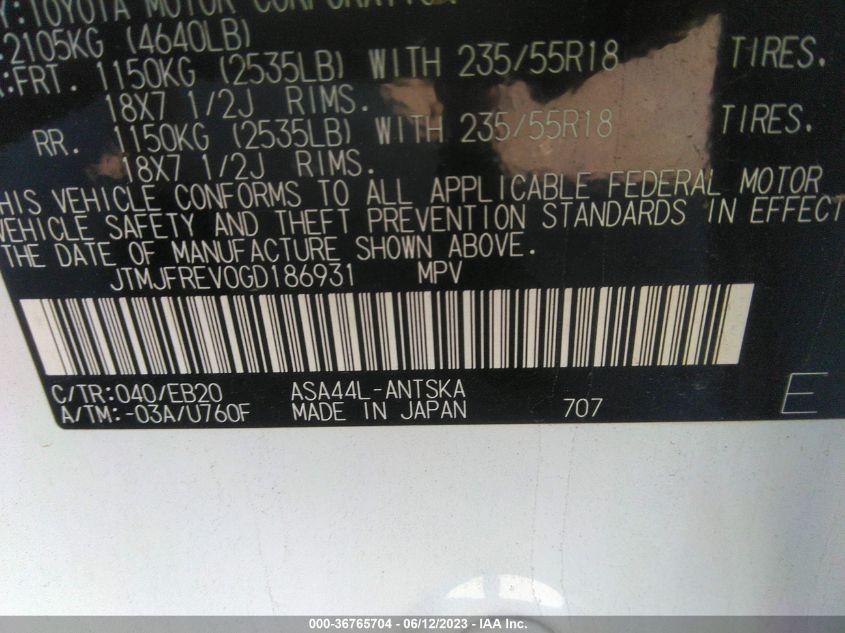 Y:TOYOTA MOTOR CORPORATION
:2105KG (4640LB)
:FRT. 1150KG (2535LB) WITH 235/55R18 TIRES.
18X7 1/2J RIMS.
RR. 1150KG (2535LB) WITH 235/55R18 TIRES.
18X7 1/2J RIMS.
HIS VEHICLE CONFORMS TO ALL APPLICABLE FEDERAL MOTOR
VEHICLE SAFETY AND THEFT PREVENTION STANDARDS IN EFFECT
THE DATE OF MANUFACTURE SHOWN ABOVE.
JTMJFREV0GD186931 MPV
C/TR:040/EB20 ASA44L-ANTSKA
A/TM:-03A/U760F MADE IN JAPAN 707 E
000-36765704 - 06/12/2023 - IAA Inc.